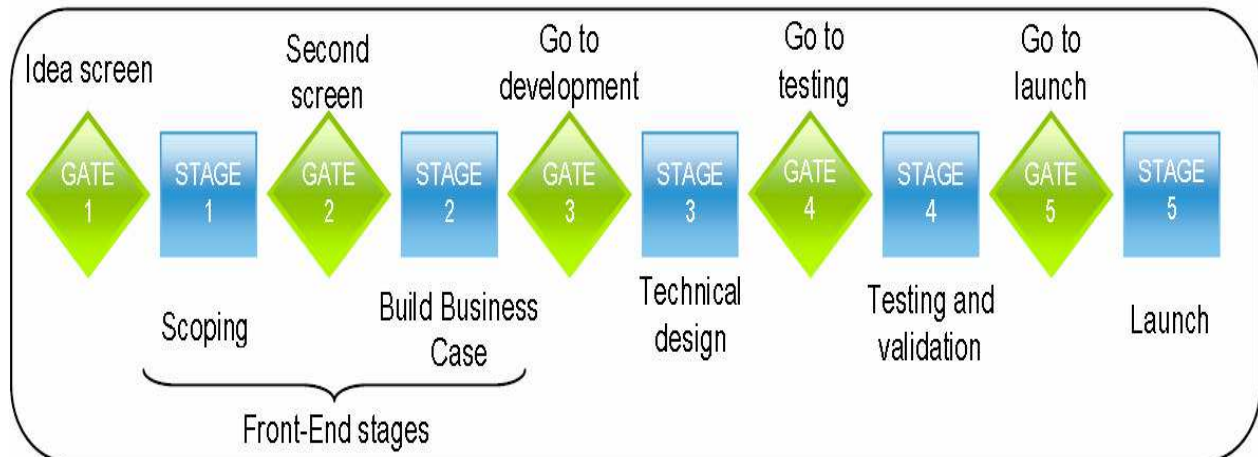 Idea screen
Second
screen
Go to
development
Go to
testing
Go to
launch
GATE
1
STAGE
1
GATE
2
STAGE
2
GATE
3
STAGE
3
GATE
4
STAGE
4
GATE
5
STAGE
5
Scoping
Build Business
Case
Technical
design
Testing and
validation
Launch
Front-End stages